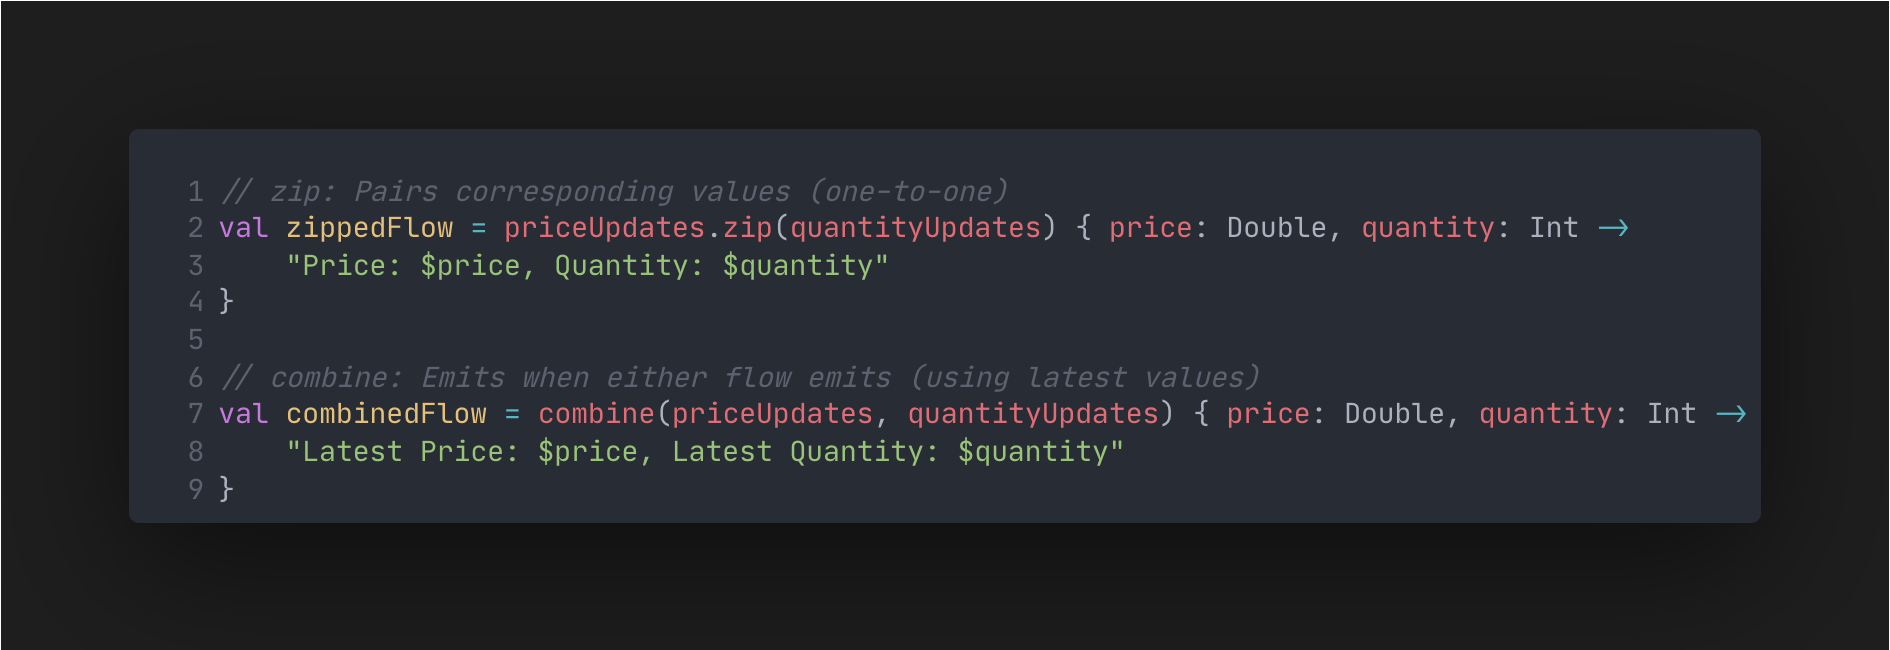 1 // zip: Pairs corresponding values (one-to-one)
2 val zippedFlow = priceUpdates.zip(quantityUpdates) { price: Double, quantity: Int ->
3     "Price: $price, Quantity: $quantity"
4 }
5
6 // combine: Emits when either flow emits (using latest values)
7 val combinedFlow = combine(priceUpdates, quantityUpdates) { price: Double, quantity: Int ->
8     "Latest Price: $price, Latest Quantity: $quantity"
9 }